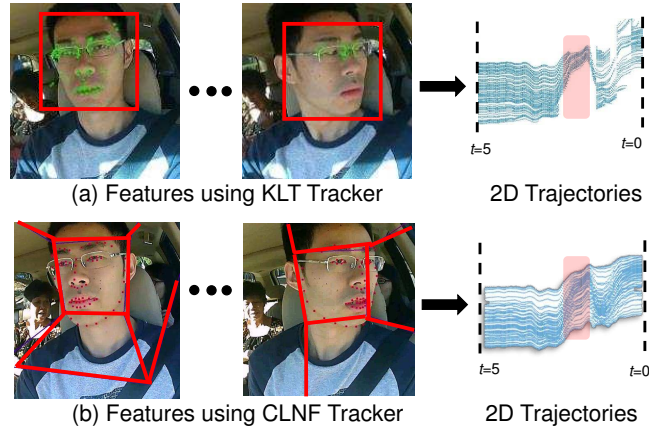 t=5
t=0
(a) Features using KLT Tracker
2D Trajectories
t=5
t=0
(b) Features using CLNF Tracker
2D Trajectories